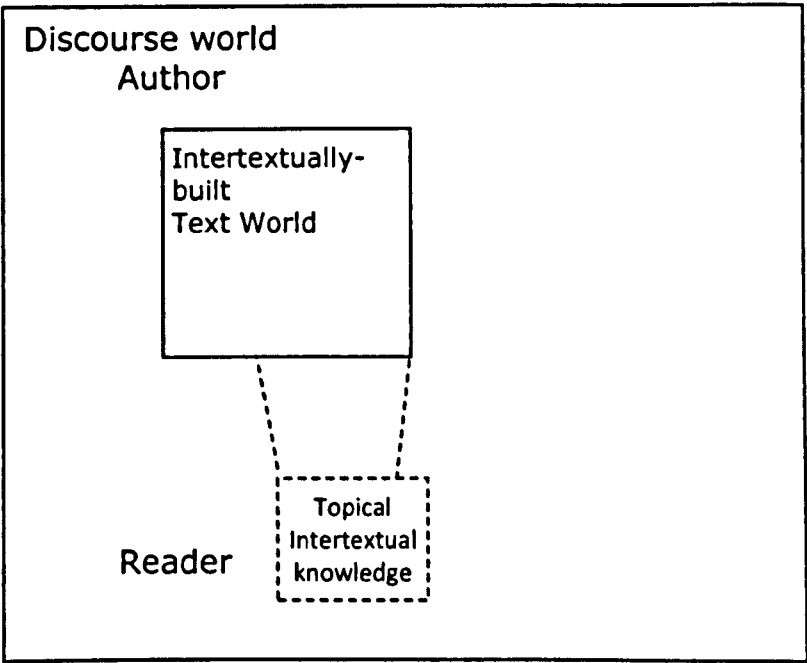 Discourse world
Author
Intertextually-
built
Text World
Topical
Intertextual
knowledge
Reader